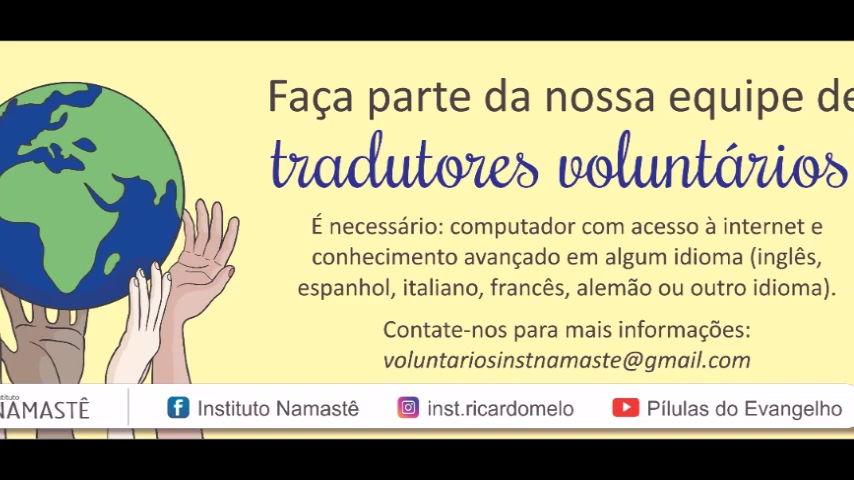 Faça parte da nossa equipe de
tradutores voluntários
É necessário: computador com acesso à internet e
conhecimento avançado em algum idioma (inglês,
espanhol, italiano, francês, alemão ou outro idioma).
Contate-nos para mais informações:
voluntariosinstnamaste@gmail.com
NAMASTÊ
Instituto Namastê
inst.ricardomelo
Pílulas do Evangelho